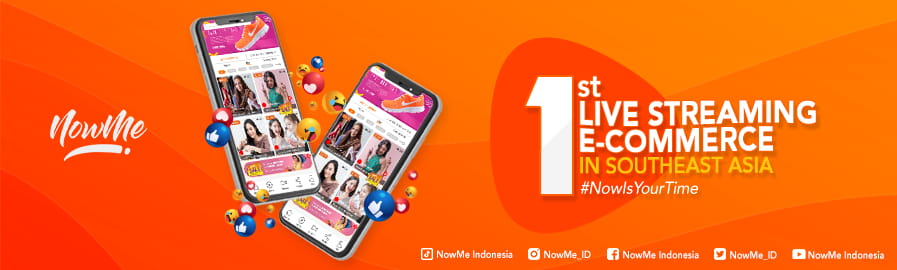 NowMe
1st
LIVE STREAMING
E-COMMERCE
IN SOUTHEAST ASIA
#NowIsYourTime
NowMe Indonesia
NowMe_ID
NowMe Indonesia
NowMe_ID
NowMe Indonesia